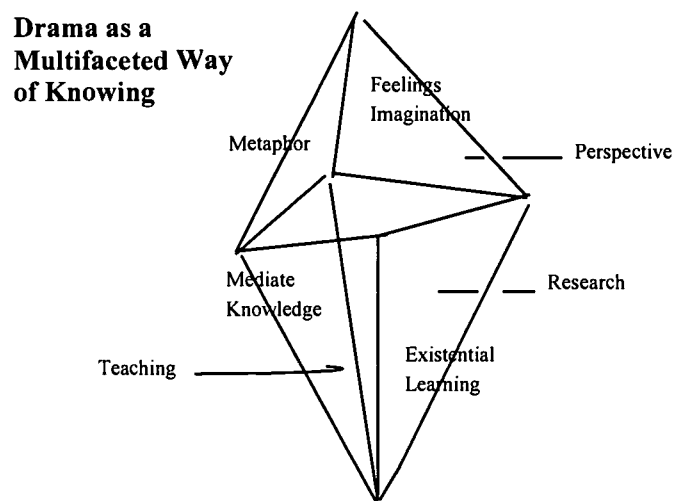 Drama as a
Multifaceted Way
of Knowing
Feelings
Imagination
Metaphor
Perspective
Mediate
Knowledge
Research
Teaching
Existential
Learning